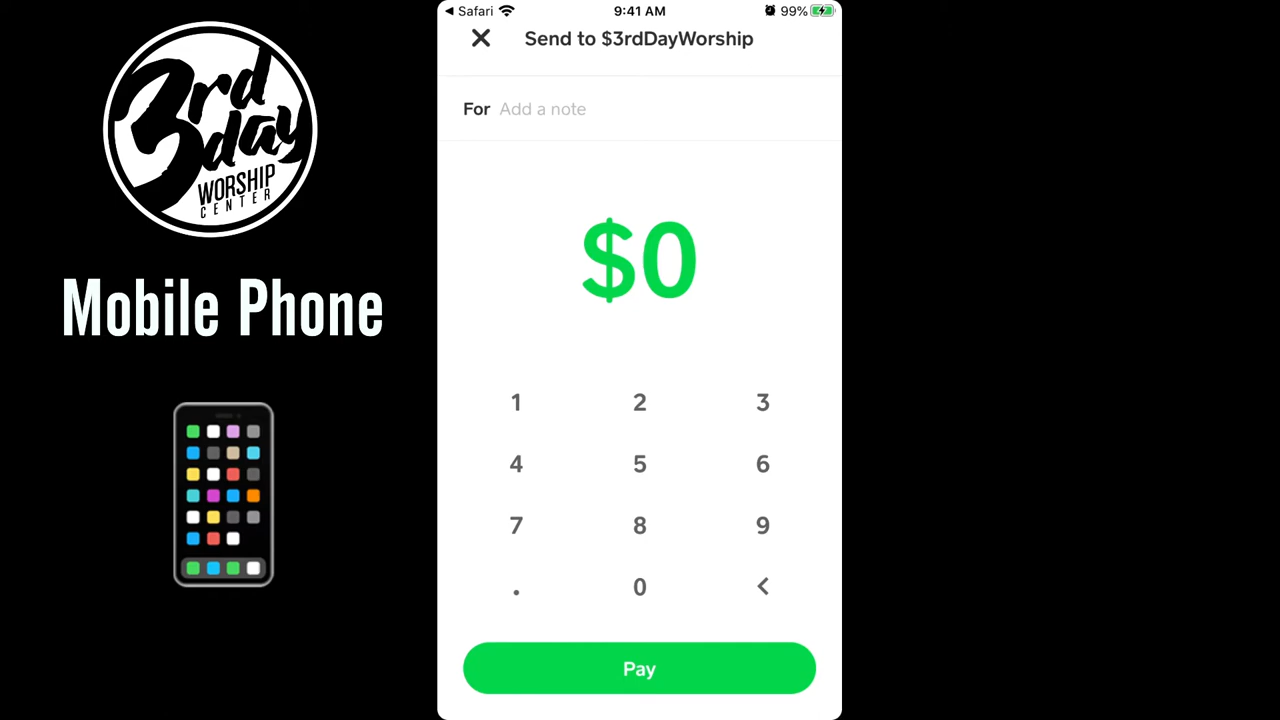 3rd
day
WORSHIP
CENTER
Mobile Phone
Safari
9:41 AM
99%
Send to $3rdDayWorship
For Add a note
$0
1 2 3
4 5 6
7 8 9
. 0 <
Pay